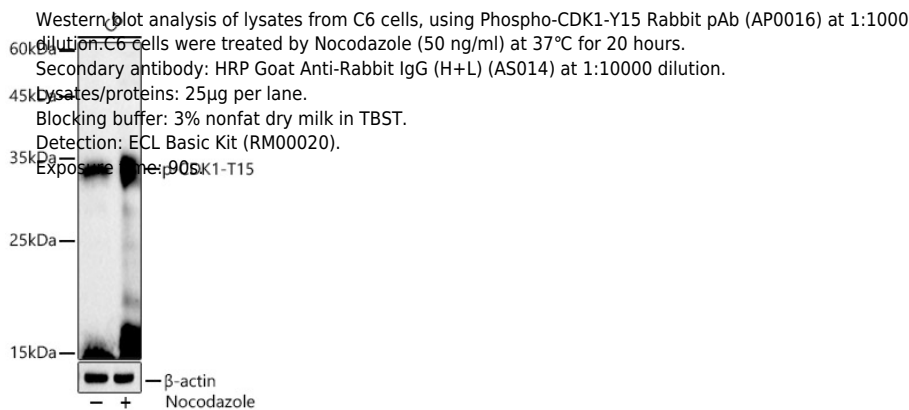 Western blot analysis of lysates from C6 cells, using Phospho-CDK1-Y15 Rabbit pAb (AP0016) at 1:1000
dilution.C6 cells were treated by Nocodazole (50 ng/ml) at 37℃ for 20 hours.
Secondary antibody: HRP Goat Anti-Rabbit IgG (H+L) (AS014) at 1:10000 dilution.
Lysates/proteins: 25μg per lane.
Blocking buffer: 3% nonfat dry milk in TBST.
Detection: ECL Basic Kit (RM00020).
Exposure time: 90s.
C6
60kDa
45kDa
35kDa
p-CDK1-T15
25kDa
15kDa
β-actin
− + Nocodazole